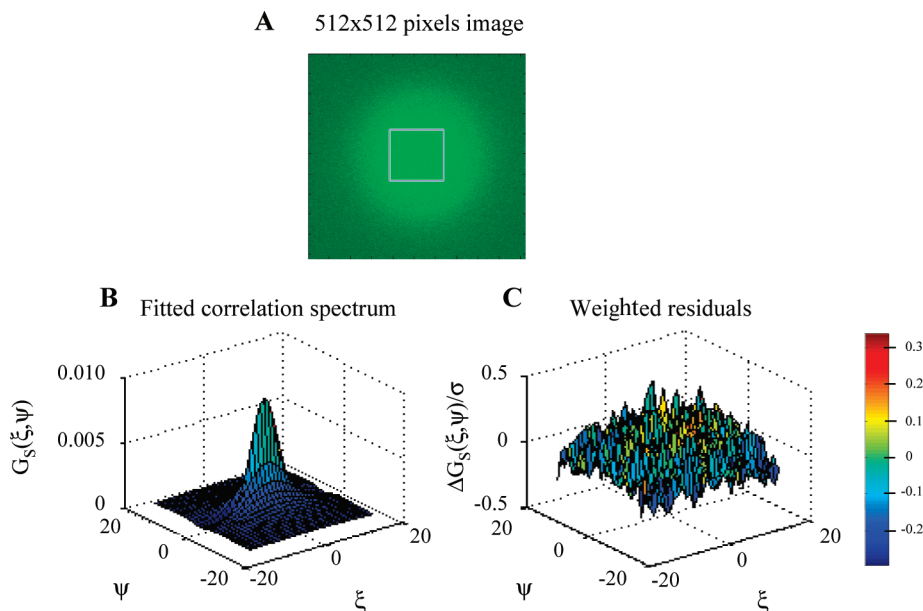 A 512x512 pixels image
B Fitted correlation spectrum
G_S(ξ,ψ)
0.010
0.005
0
20
0
-20
ψ
-20
0
20
ξ
C Weighted residuals
ΔG_S(ξ,ψ)/σ
0.5
0
-0.5
20
0
-20
ψ
-20
0
20
ξ
0.3
0.2
0.1
0
-0.1
-0.2